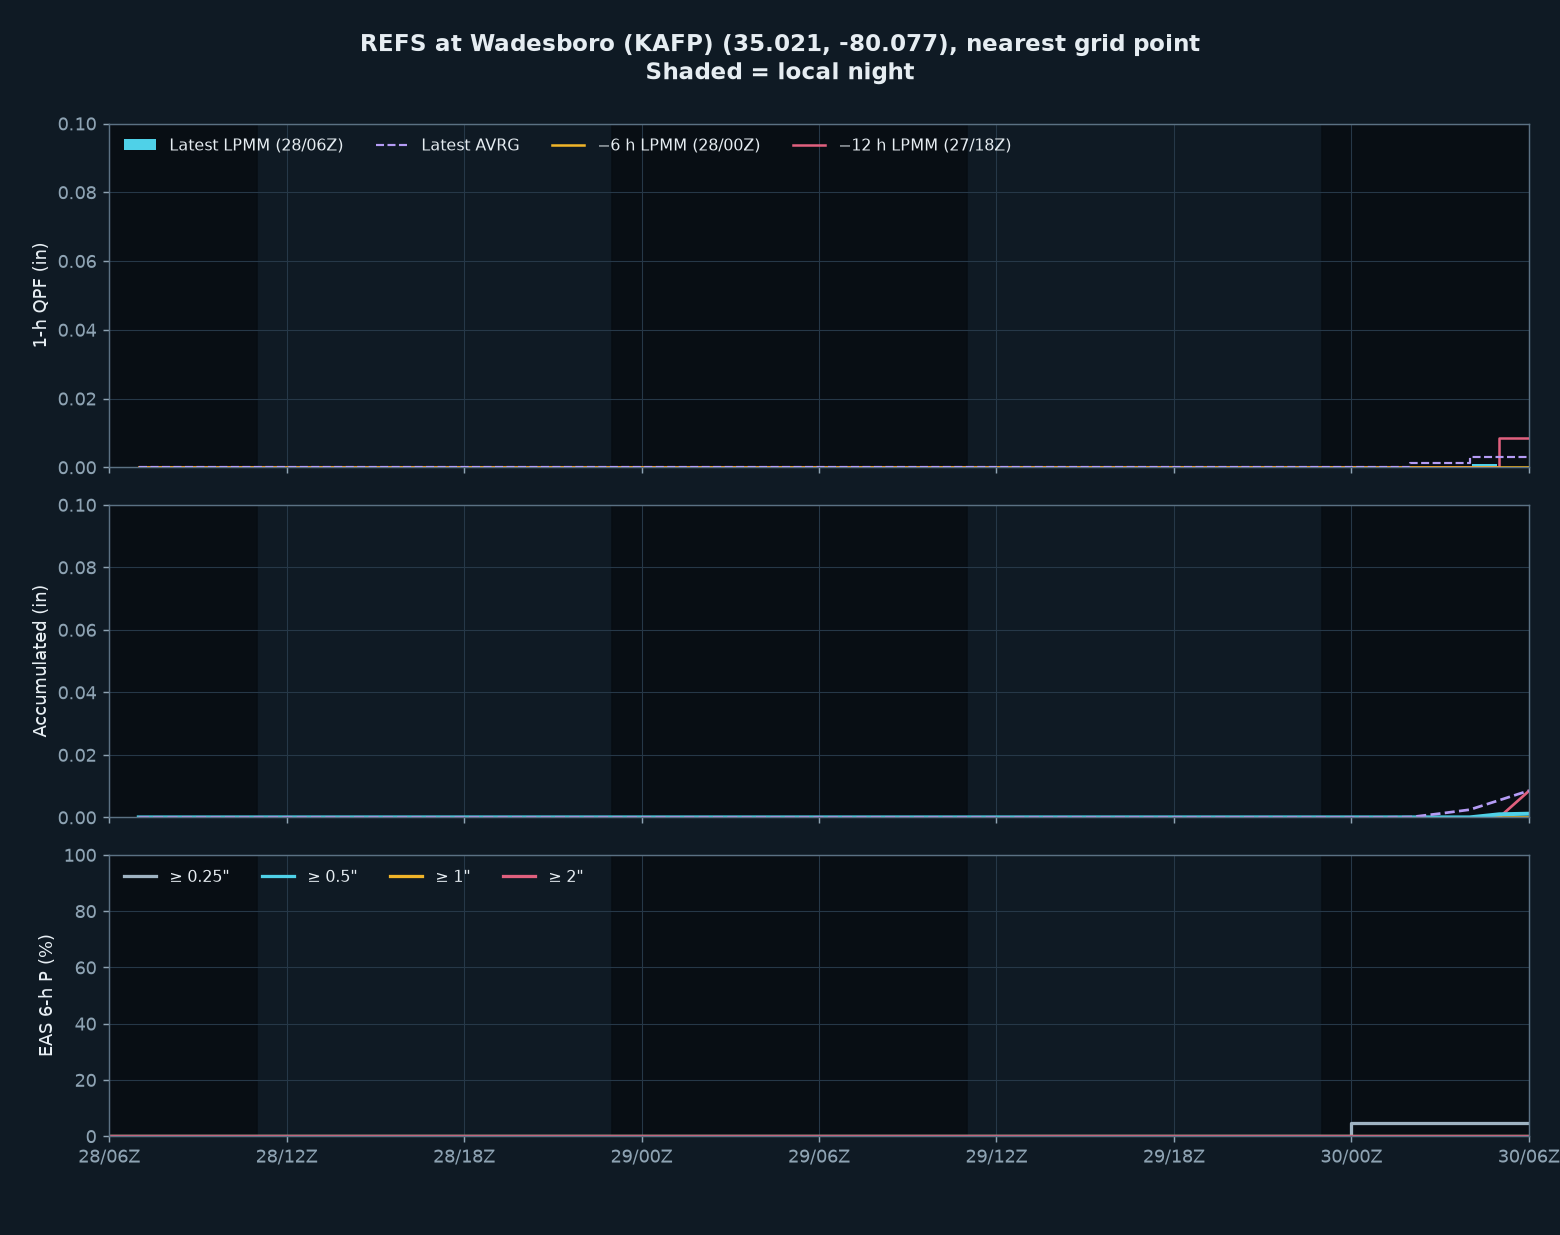 REFS at Wadesboro (KAFP) (35.021, -80.077), nearest grid point
Shaded = local night
Latest LPMM (28/06Z) Latest AVRG −6 h LPMM (28/00Z) −12 h LPMM (27/18Z)
1-h QPF (in)
0.10
0.08
0.06
0.04
0.02
0.00
Accumulated (in)
0.10
0.08
0.06
0.04
0.02
0.00
≥ 0.25" ≥ 0.5" ≥ 1" ≥ 2"
EAS 6-h P (%)
100
80
60
40
20
0
28/06Z 28/12Z 28/18Z 29/00Z 29/06Z 29/12Z 29/18Z 30/00Z 30/06Z